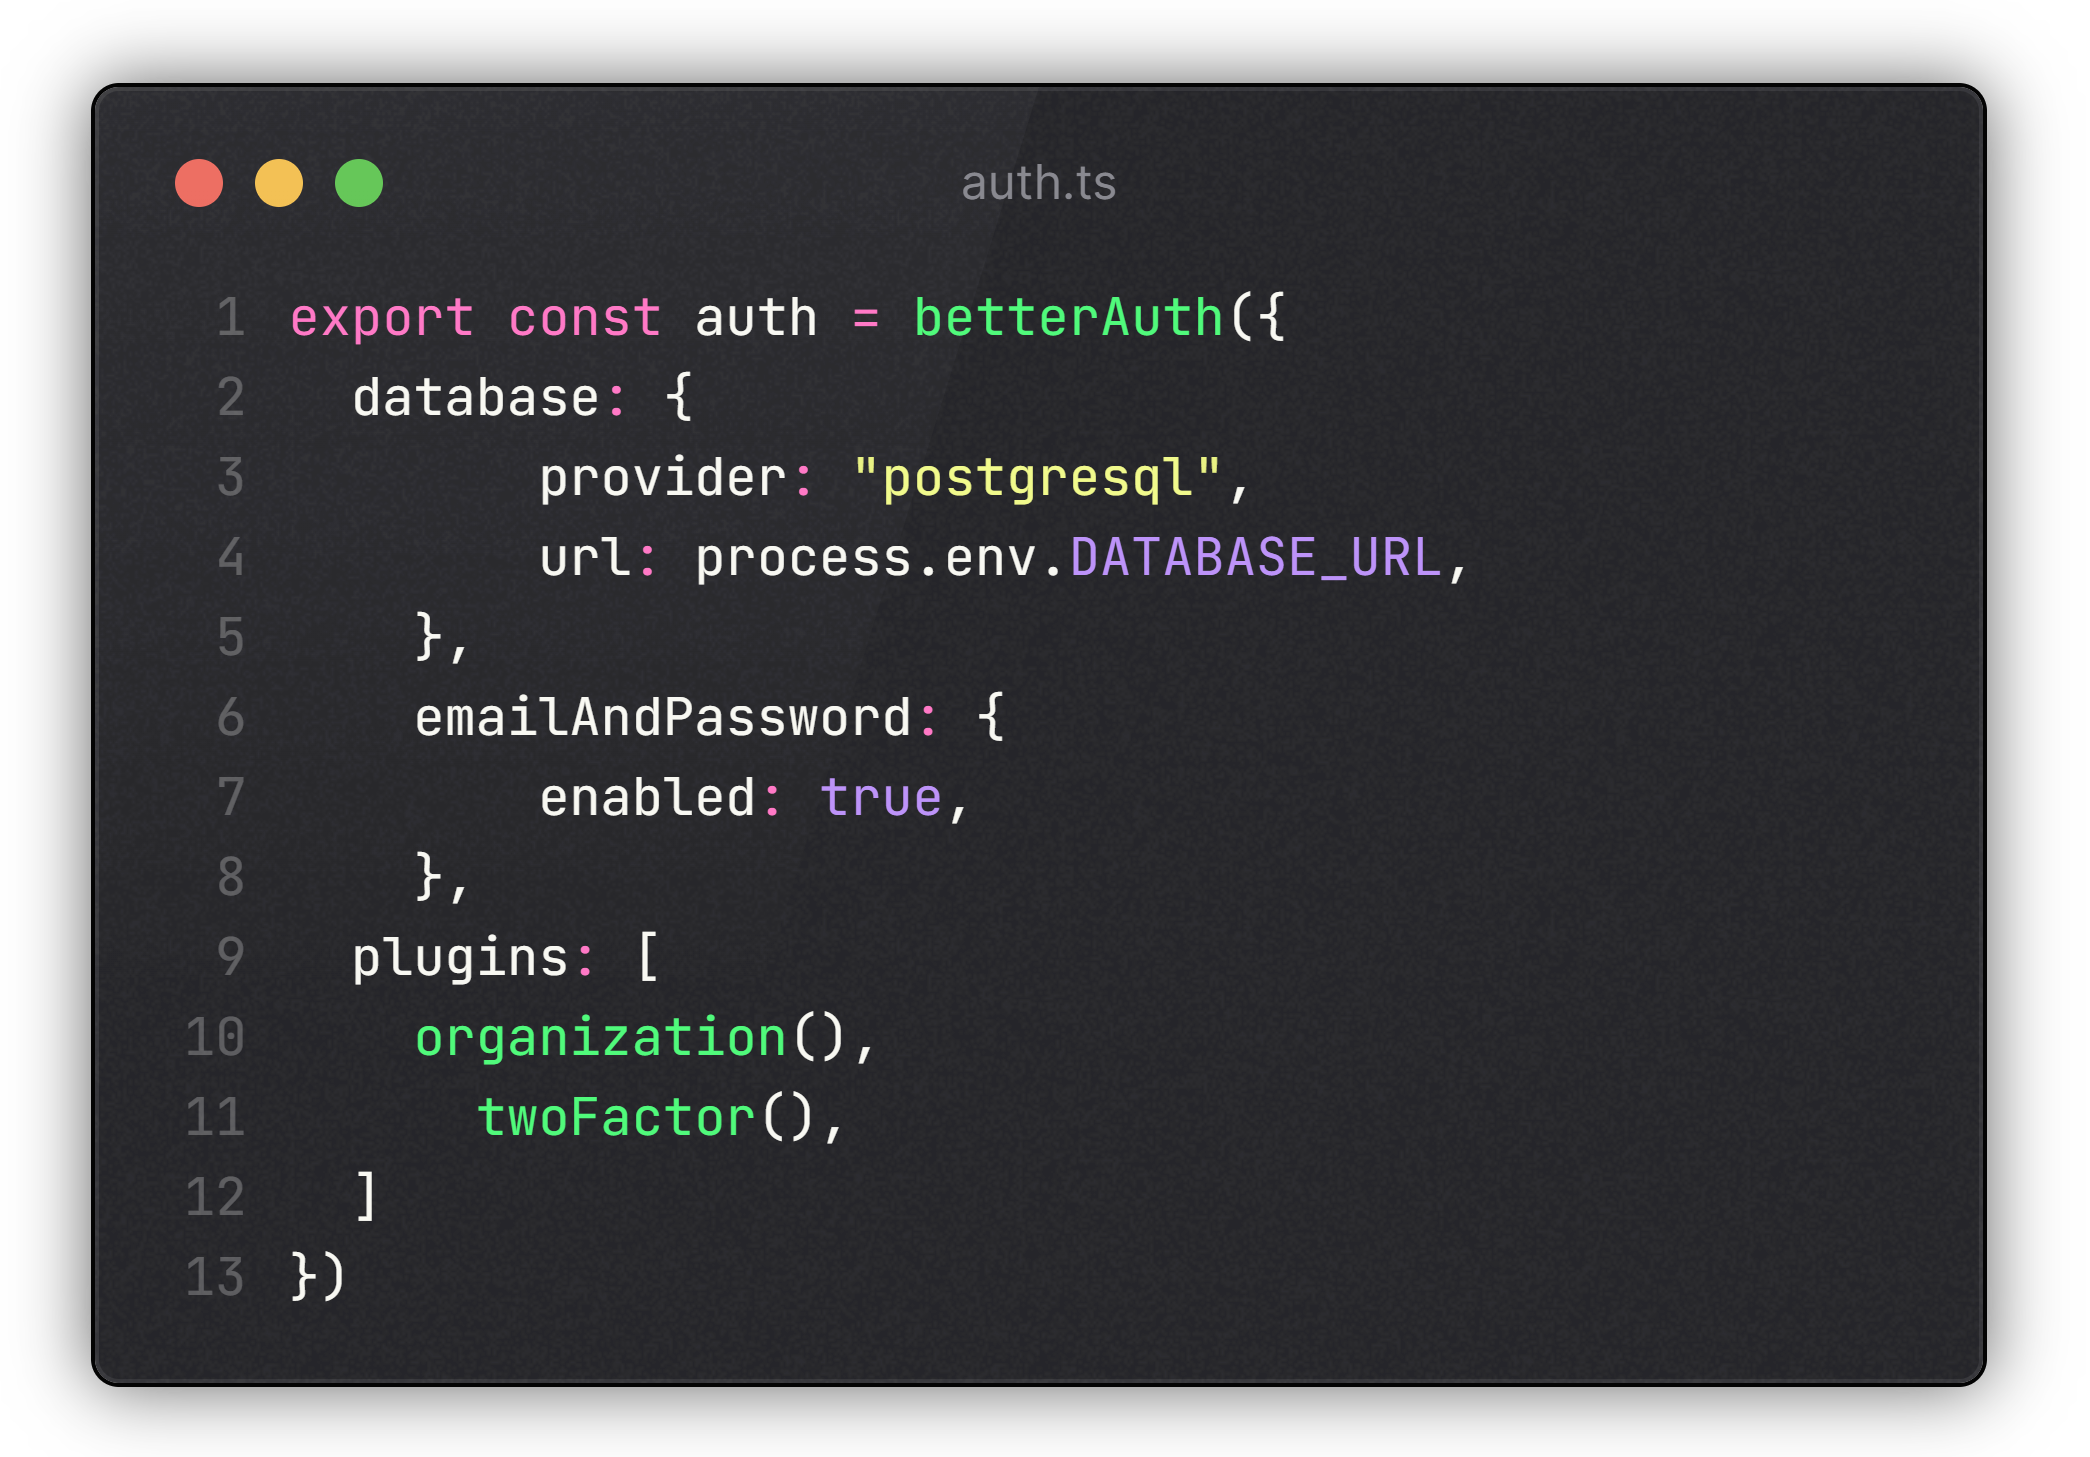 auth.ts
1 export const auth = betterAuth({
2   database: {
3         provider: "postgresql",
4         url: process.env.DATABASE_URL,
5     },
6     emailAndPassword: {
7         enabled: true,
8     },
9   plugins: [
10     organization(),
11       twoFactor(),
12   ]
13 })